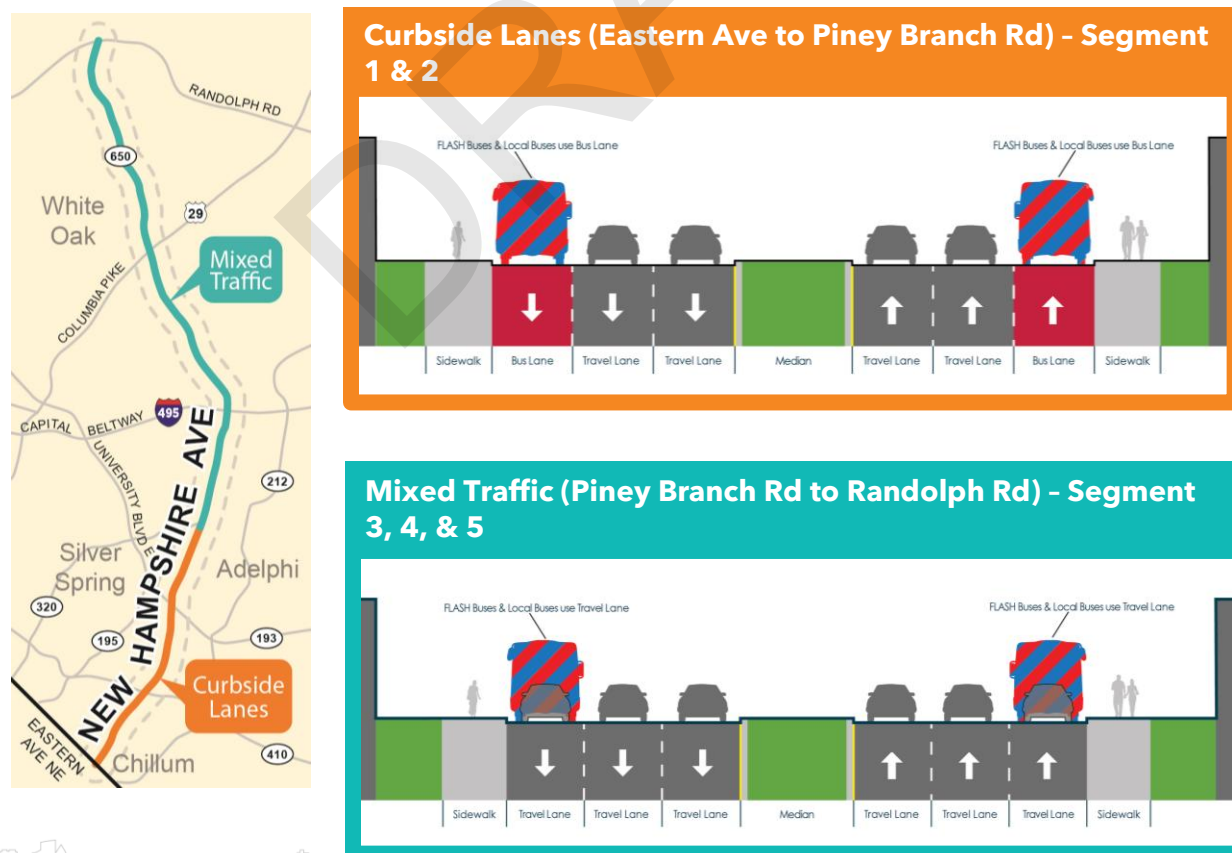 RANDOLPH RD
650
White
Oak
29
Mixed
Traffic
COLUMBIA PIKE
CAPITAL BELTWAY
495
UNIVERSITY BLVD E
212
NEW HAMPSHIRE AVE
Silver
Spring
Adelphi
320
195
193
Curbside
Lanes
EASTERN
AVE NE
Chillum
410
Curbside Lanes (Eastern Ave to Piney Branch Rd) – Segment
1 & 2
FLASH Buses & Local Buses use Bus Lane
FLASH Buses & Local Buses use Bus Lane
Sidewalk
Bus Lane
Travel Lane
Travel Lane
Median
Travel Lane
Travel Lane
Bus Lane
Sidewalk
Mixed Traffic (Piney Branch Rd to Randolph Rd) – Segment
3, 4, & 5
FLASH Buses & Local Buses use Travel Lane
FLASH Buses & Local Buses use Travel Lane
Sidewalk
Travel Lane
Travel Lane
Travel Lane
Median
Travel Lane
Travel Lane
Travel Lane
Sidewalk